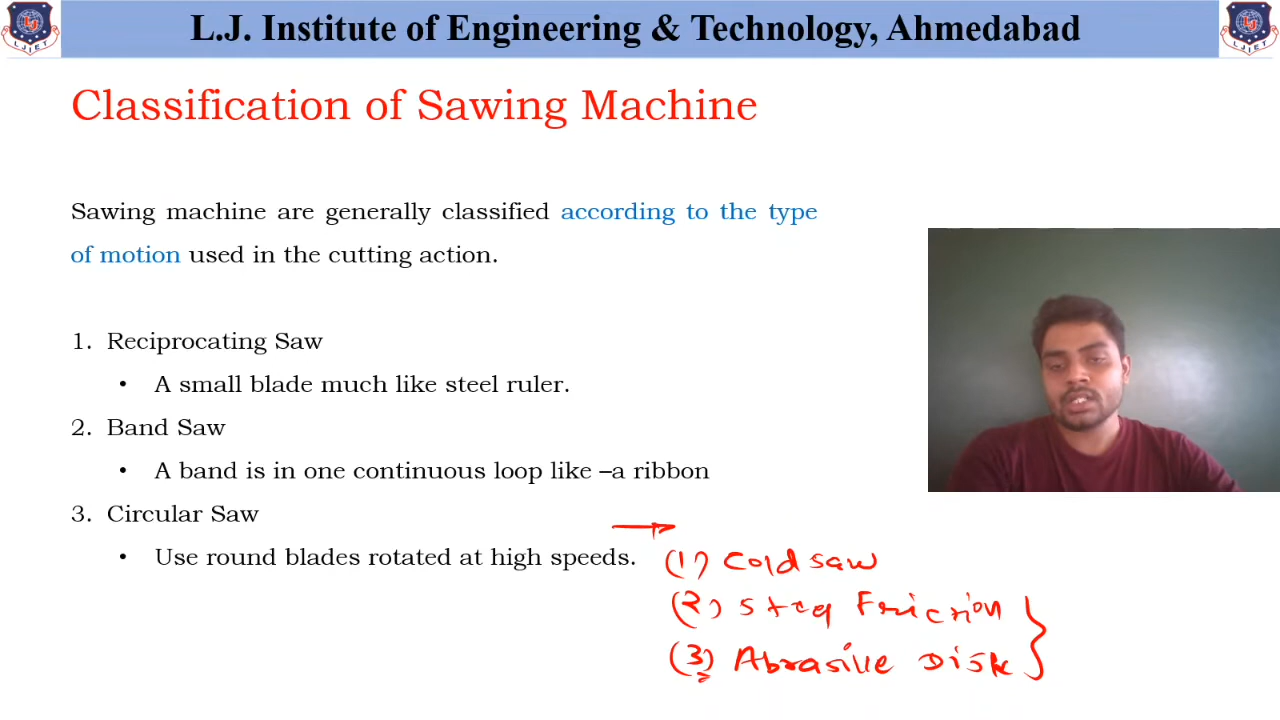 L.J. Institute of Engineering & Technology, Ahmedabad
LJIET
LJIET
Classification of Sawing Machine
Sawing machine are generally classified according to the type
of motion used in the cutting action.
1. Reciprocating Saw
• A small blade much like steel ruler.
2. Band Saw
• A band is in one continuous loop like –a ribbon
3. Circular Saw
• Use round blades rotated at high speeds.
(1) Cold saw
(2) Friction
(3) Abrasive Disk